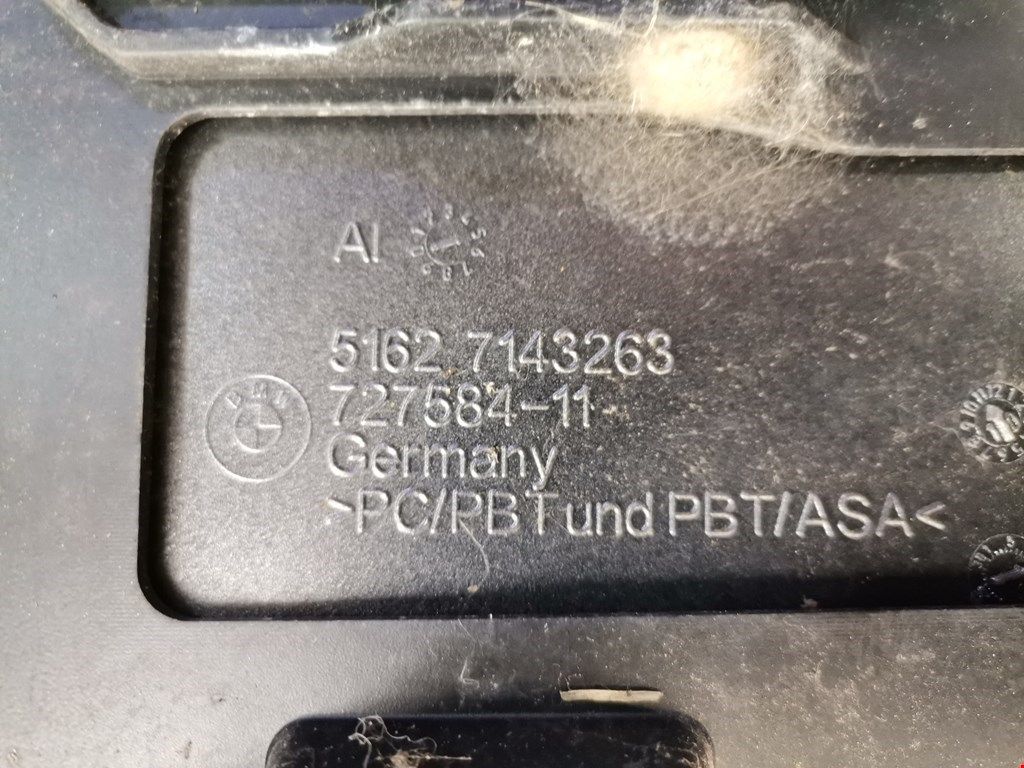 AI
5162 7143263
727584-11
Germany
>PC/PBT und PBT/ASA<